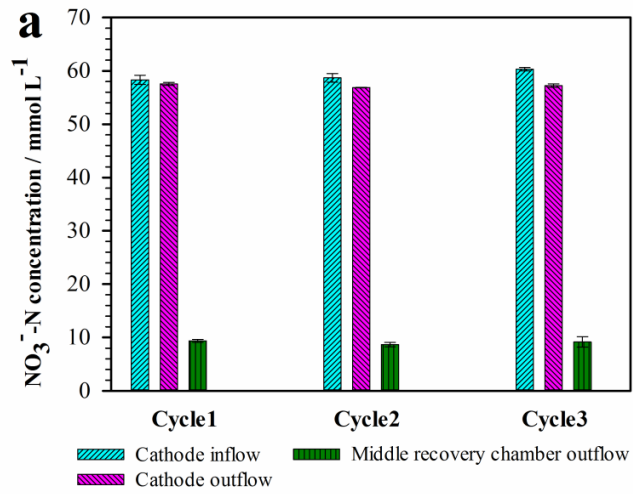 a
NO₃⁻-N concentration / mmol L⁻¹
70
60
50
40
30
20
10
0
Cycle1 Cycle2 Cycle3
Cathode inflow Middle recovery chamber outflow
Cathode outflow